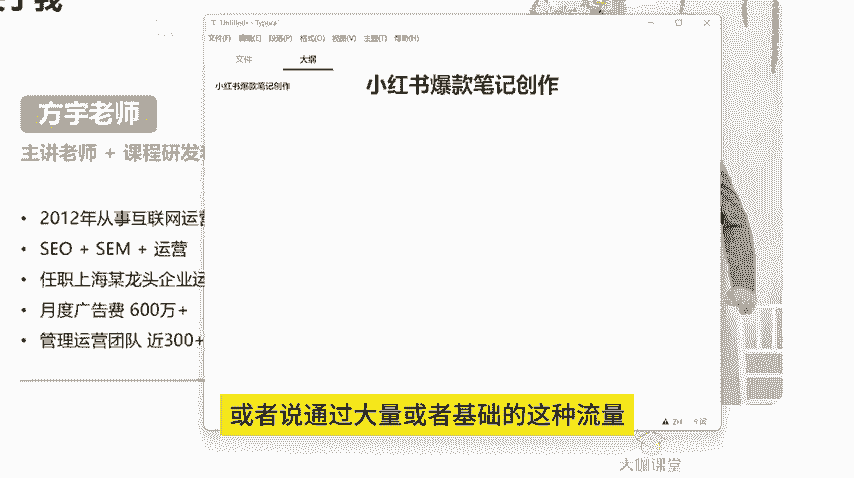 Untitled - Typora
文件(F) 编辑(E) 段落(P) 格式(O) 视图(V) 主题(T) 帮助(H)
文件 大纲
小红书爆款笔记创作
小红书爆款笔记创作
方宇老师
主讲老师 + 课程研发
2012年从事互联网运营
SEO + SEM + 运营
任职上海某龙头企业运
月度广告费 600万+
管理运营团队 近300+
或者说通过大量或者基础的这种流量
大咖课堂